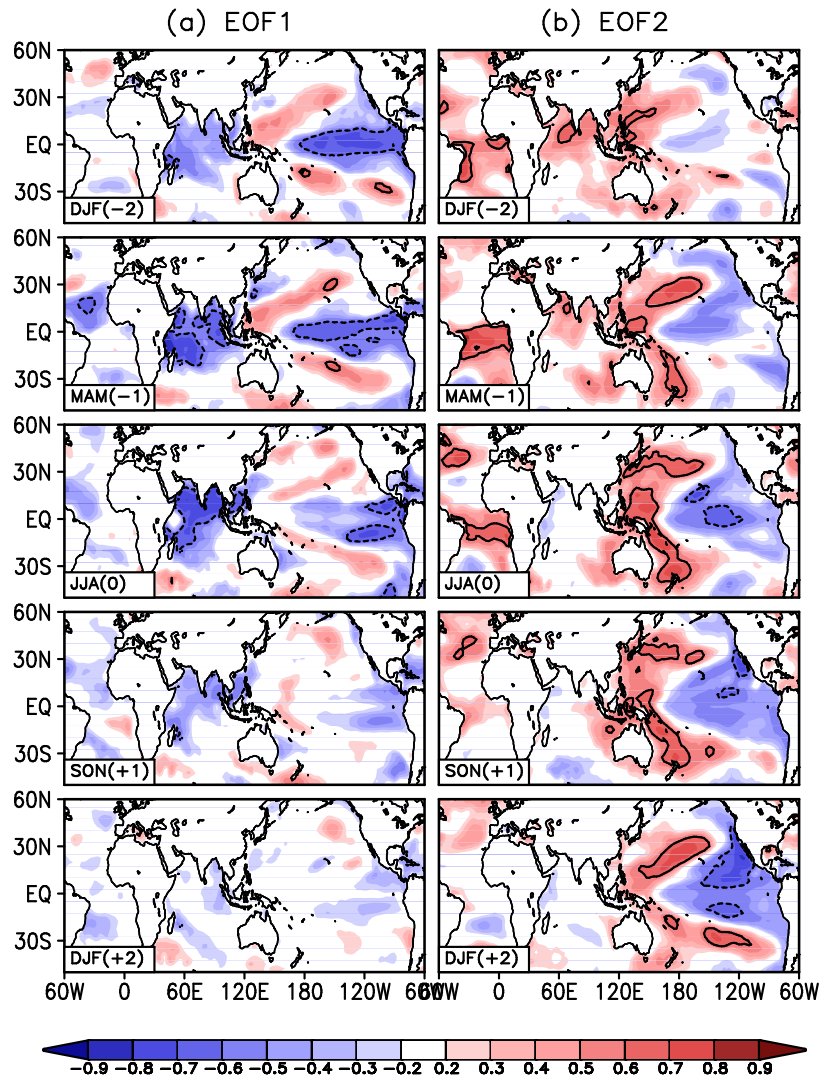 (a) EOF1 (b) EOF2
60N
30N
EQ
30S
DJF(-2) DJF(-2)
60N
30N
EQ
30S
MAM(-1) MAM(-1)
60N
30N
EQ
30S
JJA(0) JJA(0)
60N
30N
EQ
30S
SON(+1) SON(+1)
60N
30N
EQ
30S
DJF(+2) DJF(+2)
60W 0 60E 120E 180 120W 60W 60W 0 60E 120E 180 120W 60W
-0.9 -0.8 -0.7 -0.6 -0.5 -0.4 -0.3 -0.2 0.2 0.3 0.4 0.5 0.6 0.7 0.8 0.9